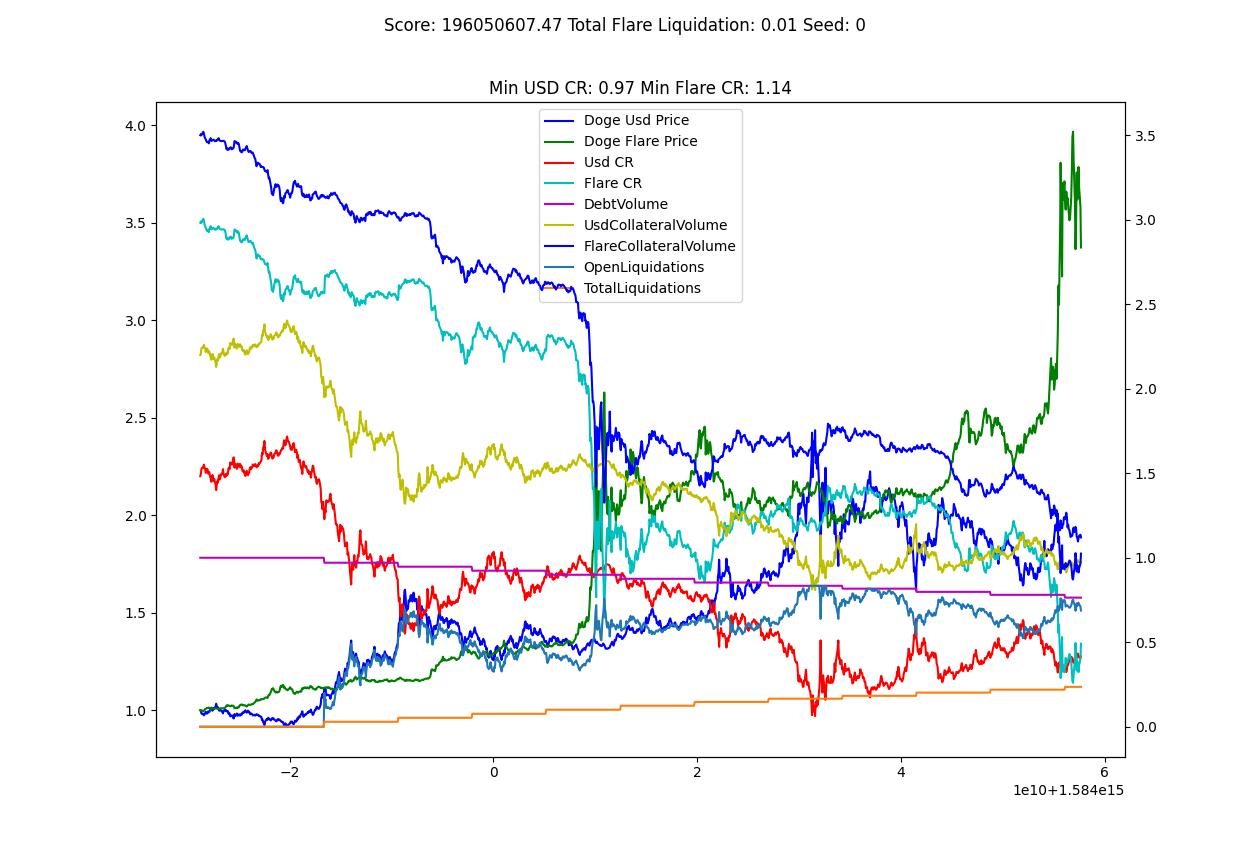 Score: 196050607.47 Total Flare Liquidation: 0.01 Seed: 0
Min USD CR: 0.97 Min Flare CR: 1.14
Doge Usd Price
Doge Flare Price
Usd CR
Flare CR
DebtVolume
UsdCollateralVolume
FlareCollateralVolume
OpenLiquidations
TotalLiquidations
4.0
3.5
3.0
2.5
2.0
1.5
1.0
3.5
3.0
2.5
2.0
1.5
1.0
0.5
0.0
−2 0 2 4 6
1e10+1.584e15